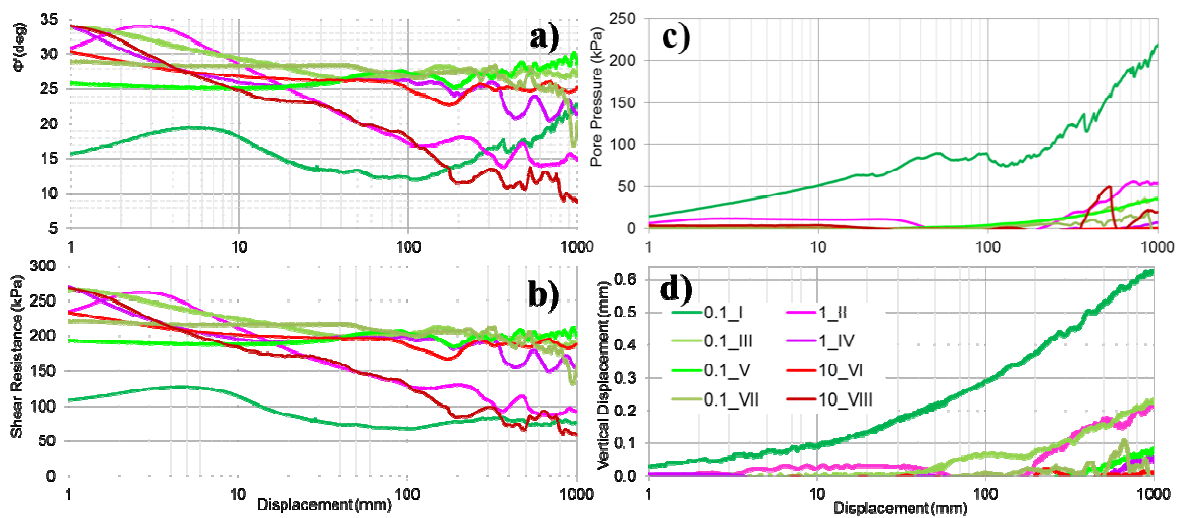 a)
Φ' (deg)
35
30
25
20
15
10
5
1 10 100 1000
b)
Shear Resistance (kPa)
300
250
200
150
100
50
0
1 10 100 1000
Displacement (mm)
c)
Pore Pressure (kPa)
250
200
150
100
50
0
1 10 100 1000
d)
Vertical Displacement (mm)
0.6
0.5
0.4
0.3
0.2
0.1
0.0
0.1_I 1_II
0.1_III 1_IV
0.1_V 10_VI
0.1_VII 10_VIII
1 10 100 1000
Displacement (mm)